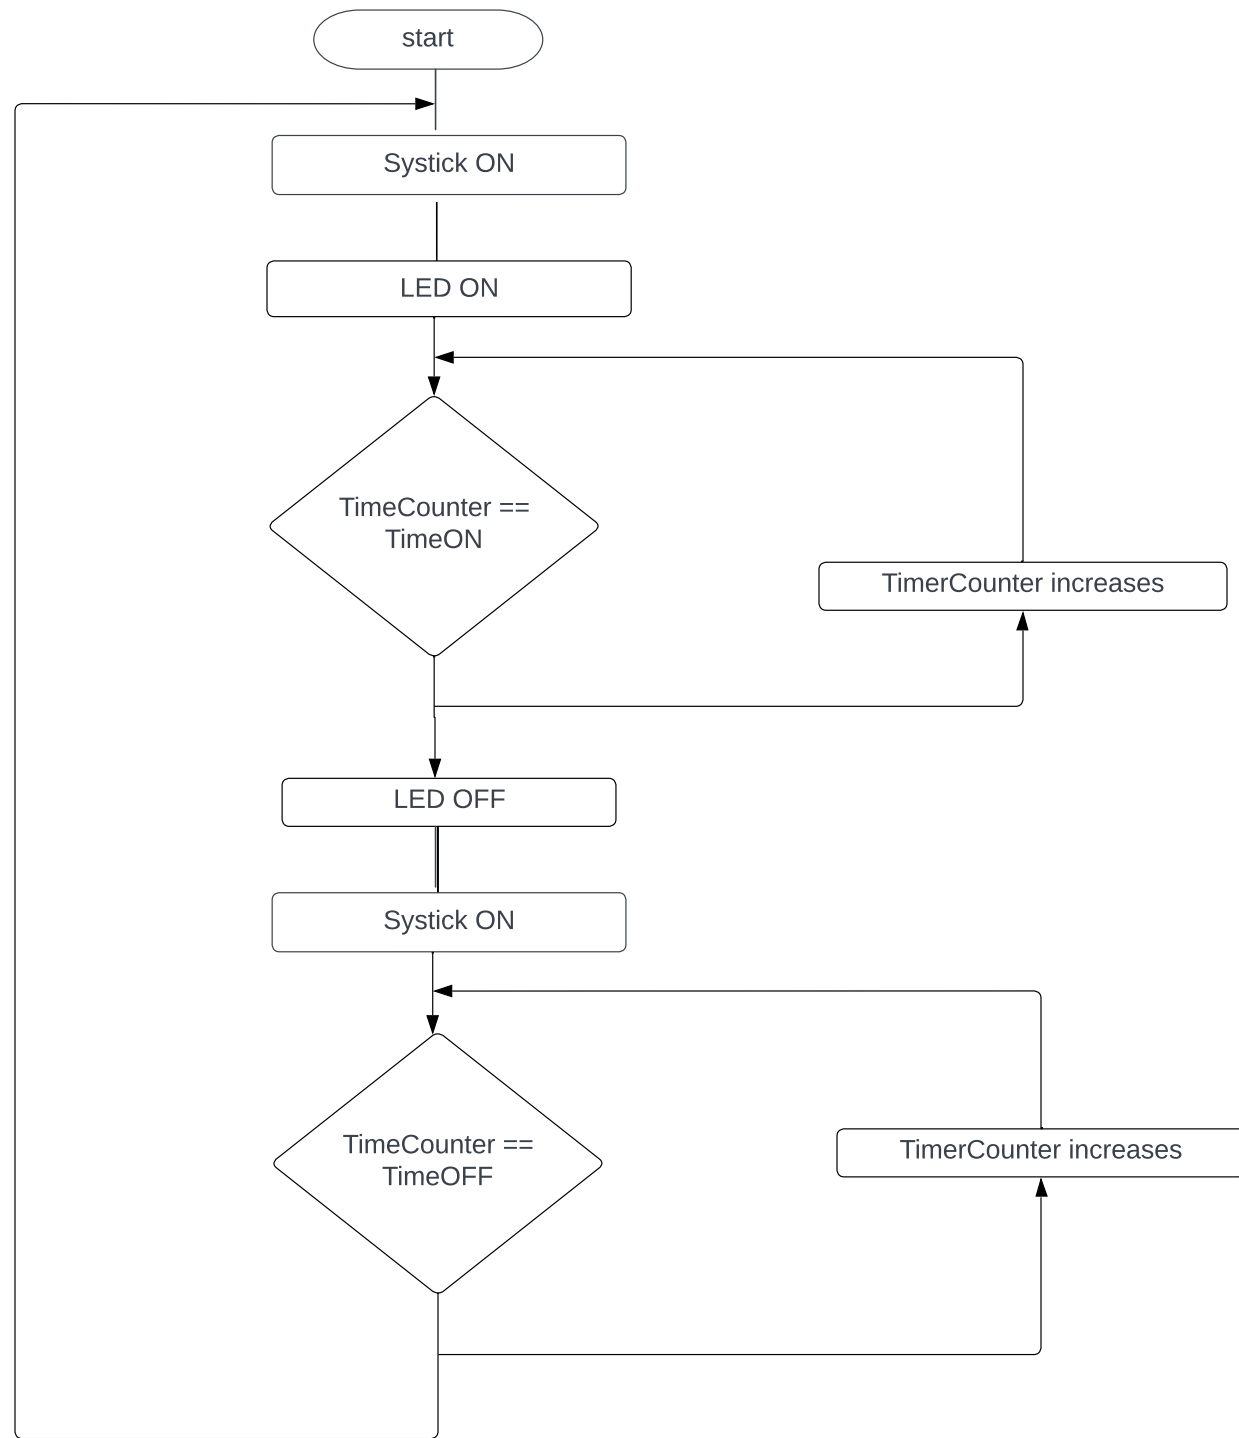 start
Systick ON
LED ON
TimeCounter ==
TimeON
TimerCounter increases
LED OFF
Systick ON
TimeCounter ==
TimeOFF
TimerCounter increases